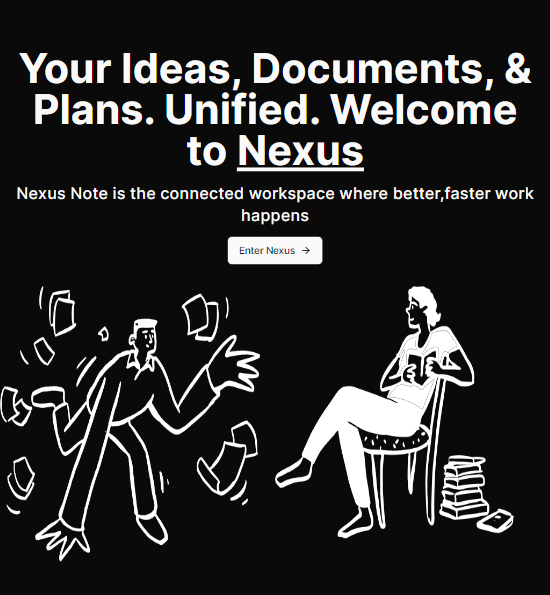 Your Ideas, Documents, &
Plans. Unified. Welcome
to Nexus
Nexus Note is the connected workspace where better,faster work
happens
Enter Nexus →